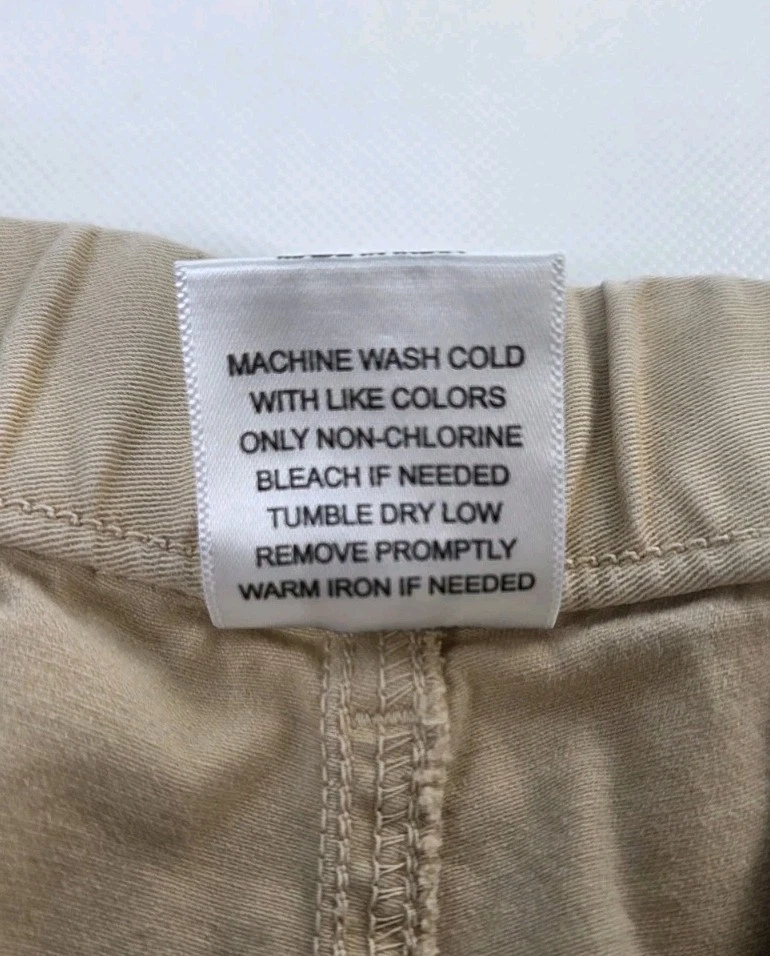 MACHINE WASH COLD
WITH LIKE COLORS
ONLY NON-CHLORINE
BLEACH IF NEEDED
TUMBLE DRY LOW
REMOVE PROMPTLY
WARM IRON IF NEEDED